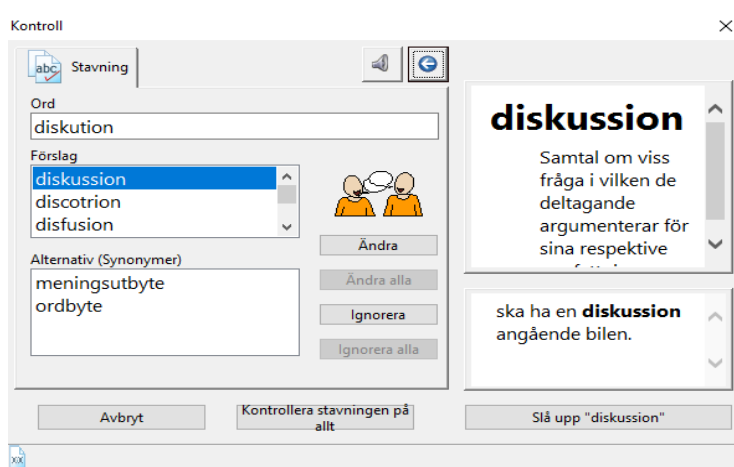 Kontroll
abc Stavning
Ord
diskution
Förslag
diskussion
discotrion
disfusion
Ändra
Alternativ (Synonymer)
meningsutbyte
ordbyte
Ändra alla
Ignorera
Ignorera alla
Avbryt
Kontrollera stavningen på
allt
diskussion
Samtal om viss
fråga i vilken de
deltagande
argumenterar för
sina respektive
ska ha en diskussion
angående bilen.
Slå upp "diskussion"